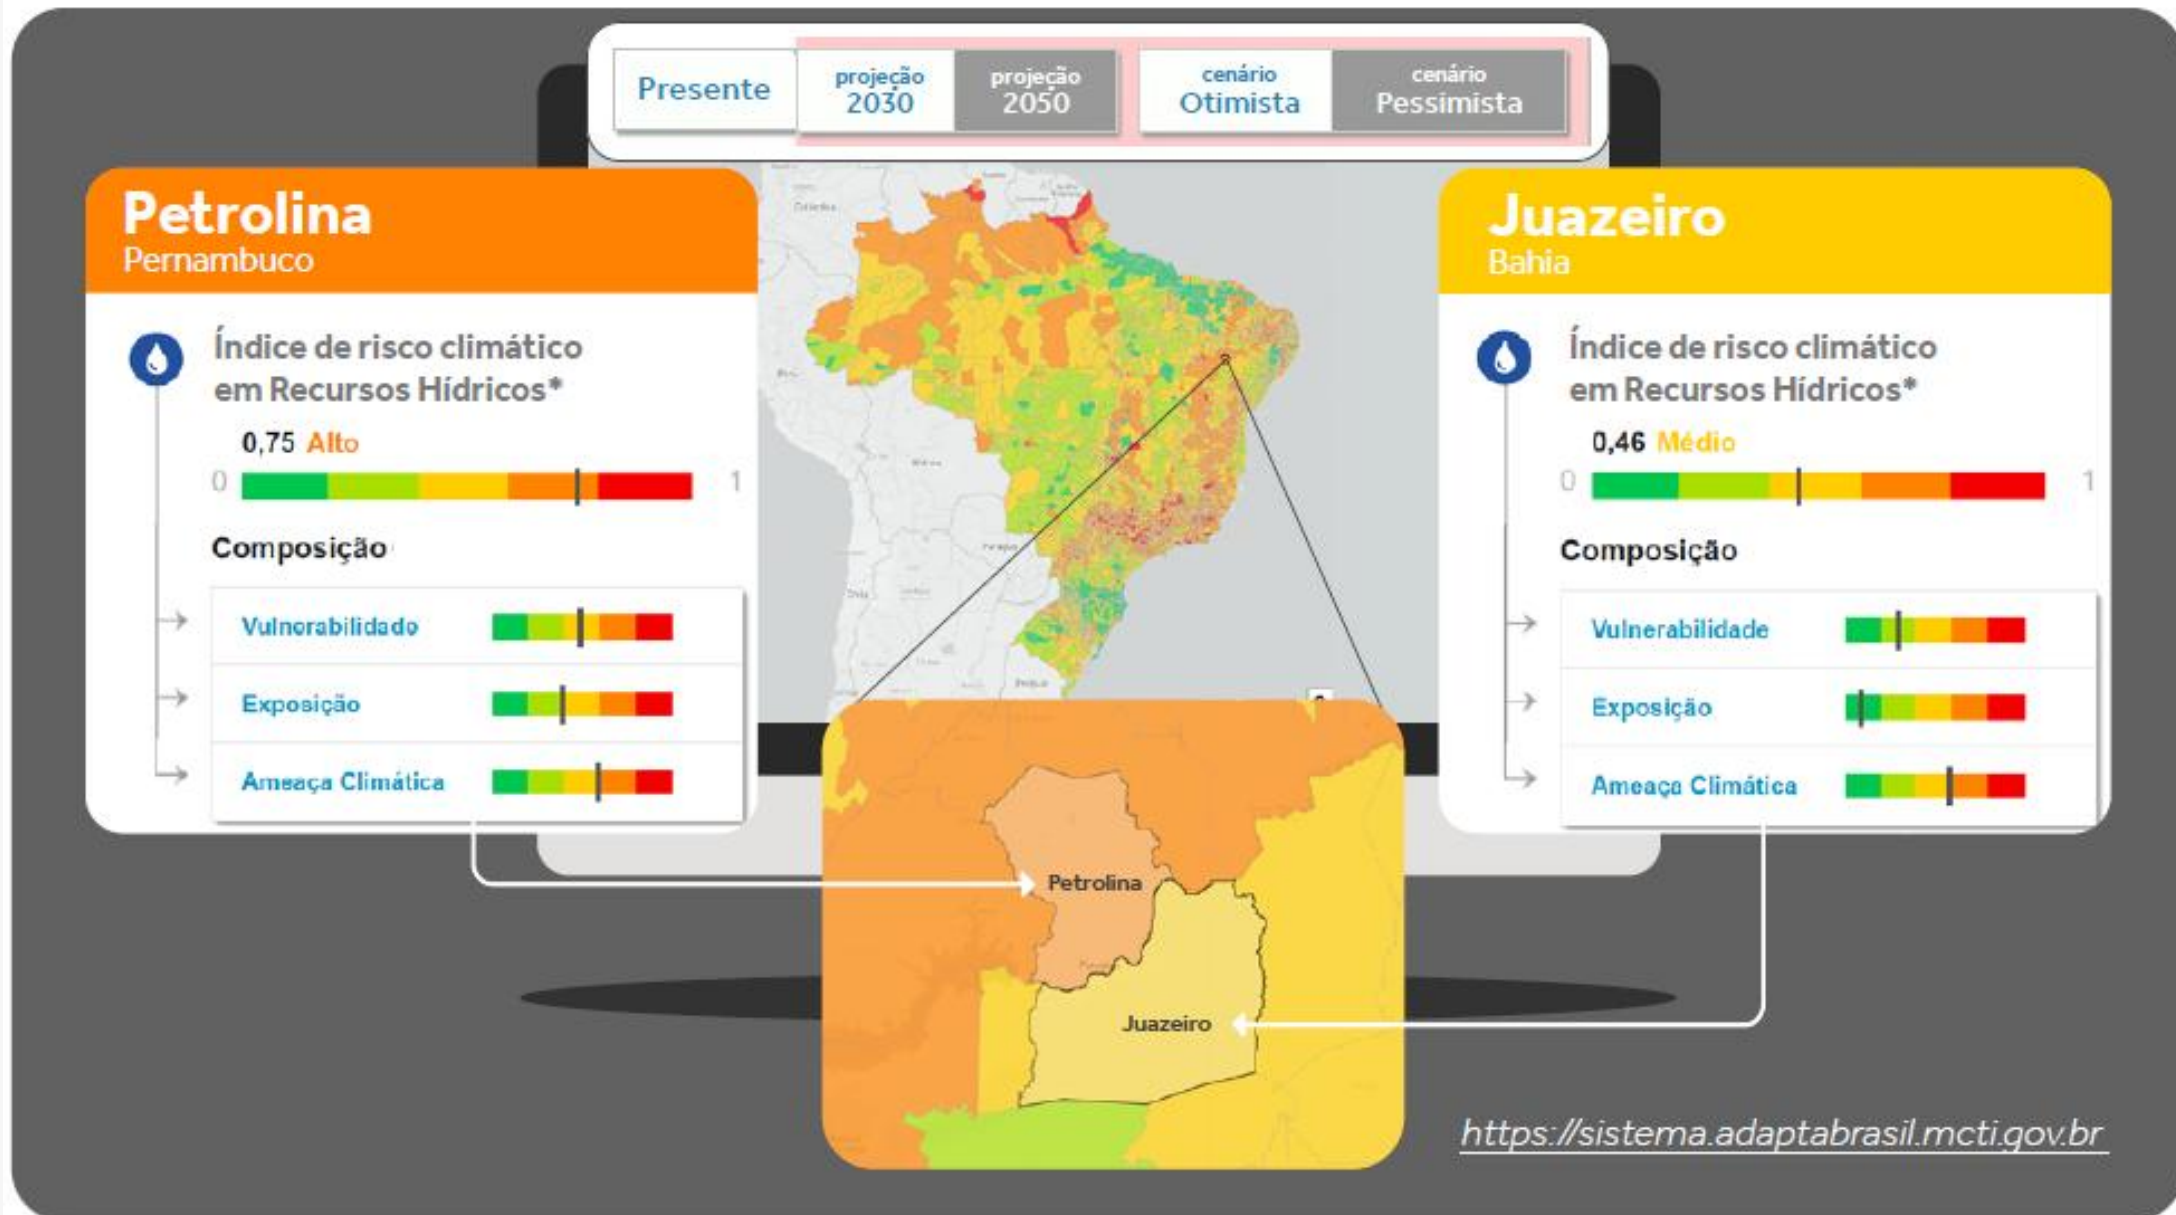 Presente
projeção
2030
projeção
2050
cenário
Otimista
cenário
Pessimista
Petrolina
Pernambuco
Índice de risco climático
em Recursos Hídricos*
0,75 Alto
0 1
Composição
Vulnerabilidade
Exposição
Ameaça Climática
Juazeiro
Bahia
Índice de risco climático
em Recursos Hídricos*
0,46 Médio
0 1
Composição
Vulnerabilidade
Exposição
Ameaça Climática
Petrolina
Juazeiro
https://sistema.adaptabrasil.mcti.gov.br